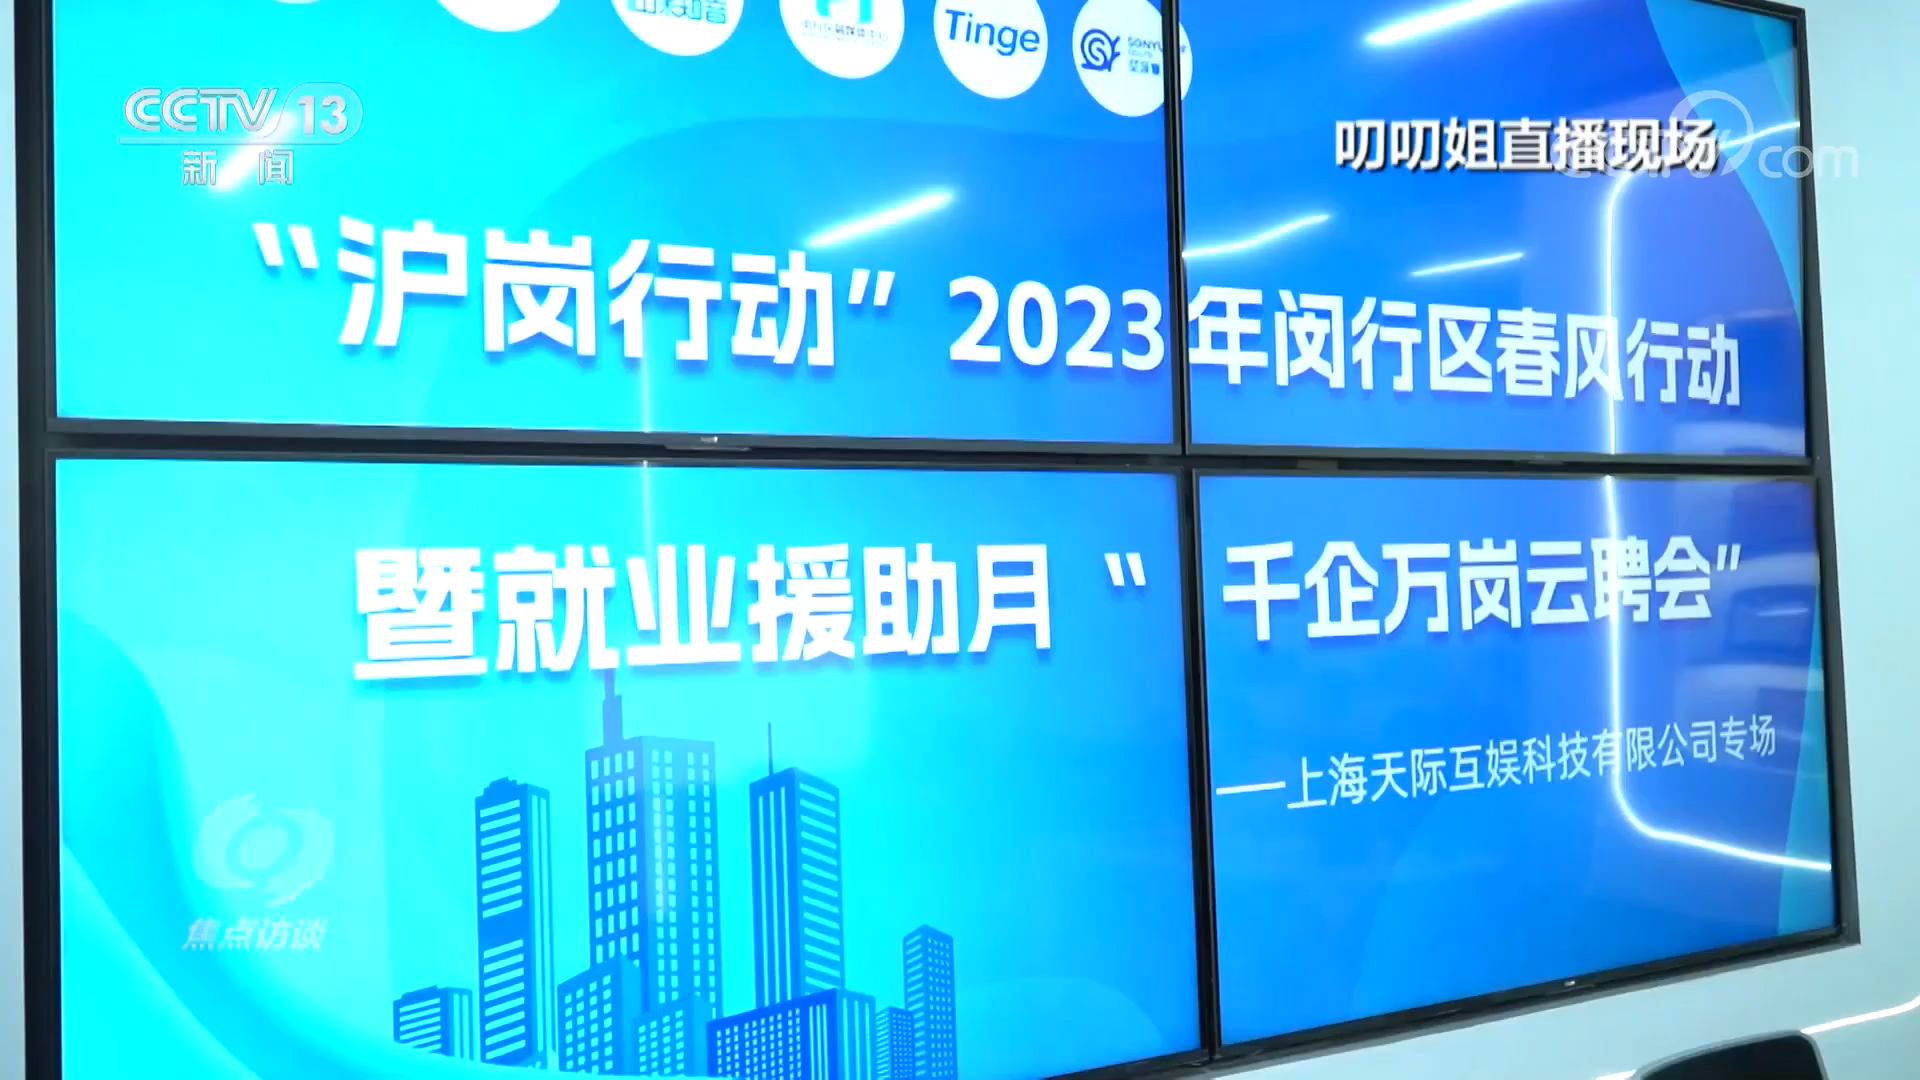 Tinge
CCTV 13
新闻
叨叨姐直播现场
com
“沪岗行动” 2023年闵行区春风行动
暨就业援助月“ 千企万岗云聘会”
——上海天际互娱科技有限公司专场
焦点访谈